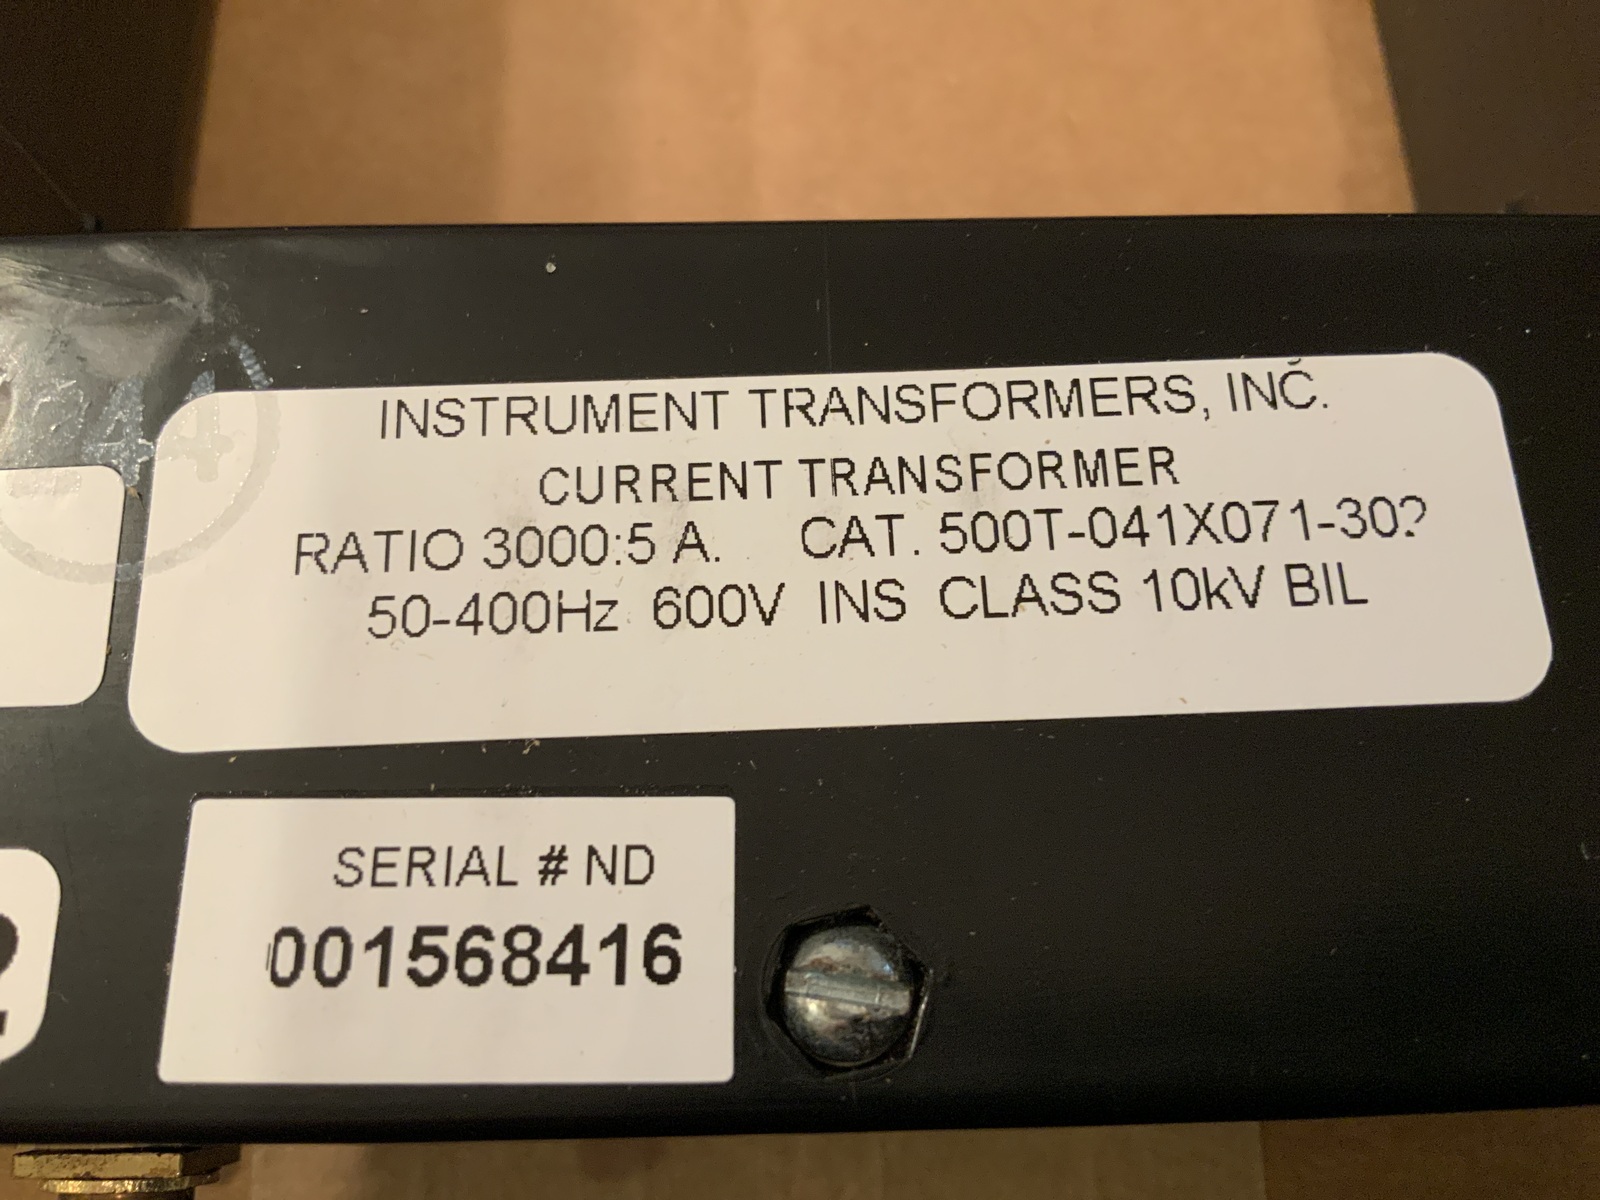 INSTRUMENT TRANSFORMERS, INC.
CURRENT TRANSFORMER
RATIO 3000:5 A. CAT. 500T-041X071-30?
50-400Hz 600V INS CLASS 10kV BIL
SERIAL # ND
001568416